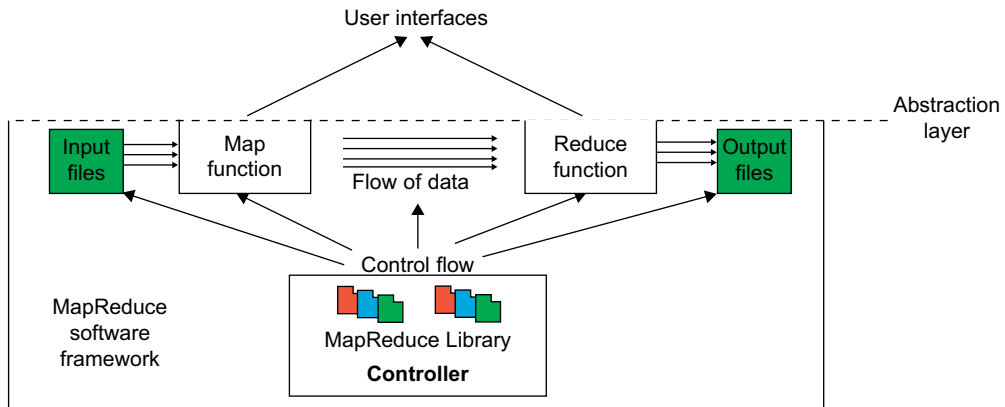 User interfaces
Abstraction
layer
Input
files
Map
function
Flow of data
Reduce
function
Output
files
Control flow
MapReduce
software
framework
MapReduce Library
Controller